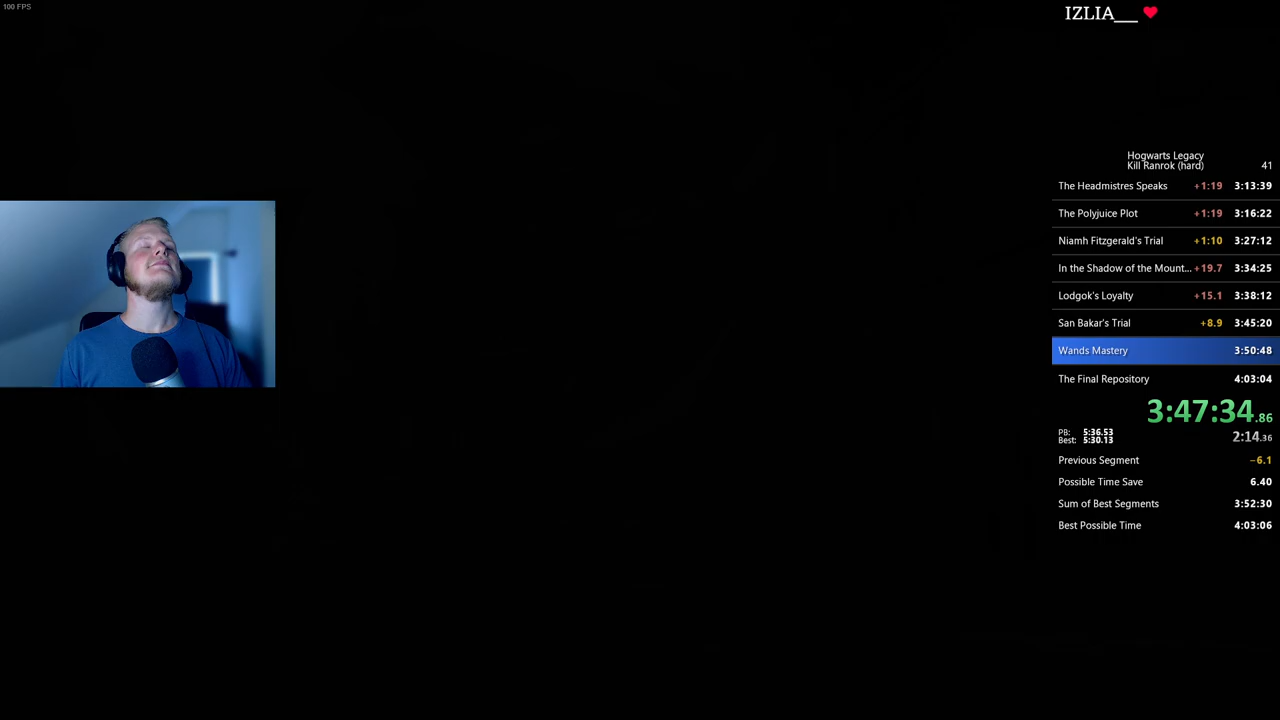 100 FPS
IZLIA__ ❤
Hogwarts Legacy
Kill Ranrok (hard) 41
The Headmistres Speaks +1:19 3:13:39
The Polyjuice Plot +1:19 3:16:22
Niamh Fitzgerald's Trial +1:10 3:27:12
In the Shadow of the Mount... +19.7 3:34:25
Lodgok's Loyalty +15.1 3:38:12
San Bakar's Trial +8.9 3:45:20
Wands Mastery 3:50:48
The Final Repository 4:03:04
3:47:34.86
PB: 5:36.53
Best: 5:30.13 2:14.36
Previous Segment −6.1
Possible Time Save 6.40
Sum of Best Segments 3:52:30
Best Possible Time 4:03:06